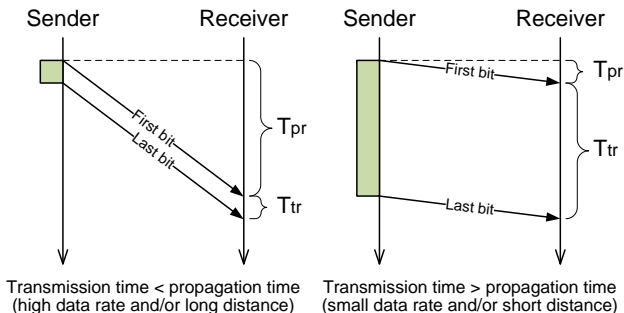 Sender
Receiver
First bit
Last bit
Tpr
Ttr
Transmission time < propagation time
(high data rate and/or long distance)
Sender
Receiver
First bit
Last bit
Tpr
Ttr
Transmission time > propagation time
(small data rate and/or short distance)